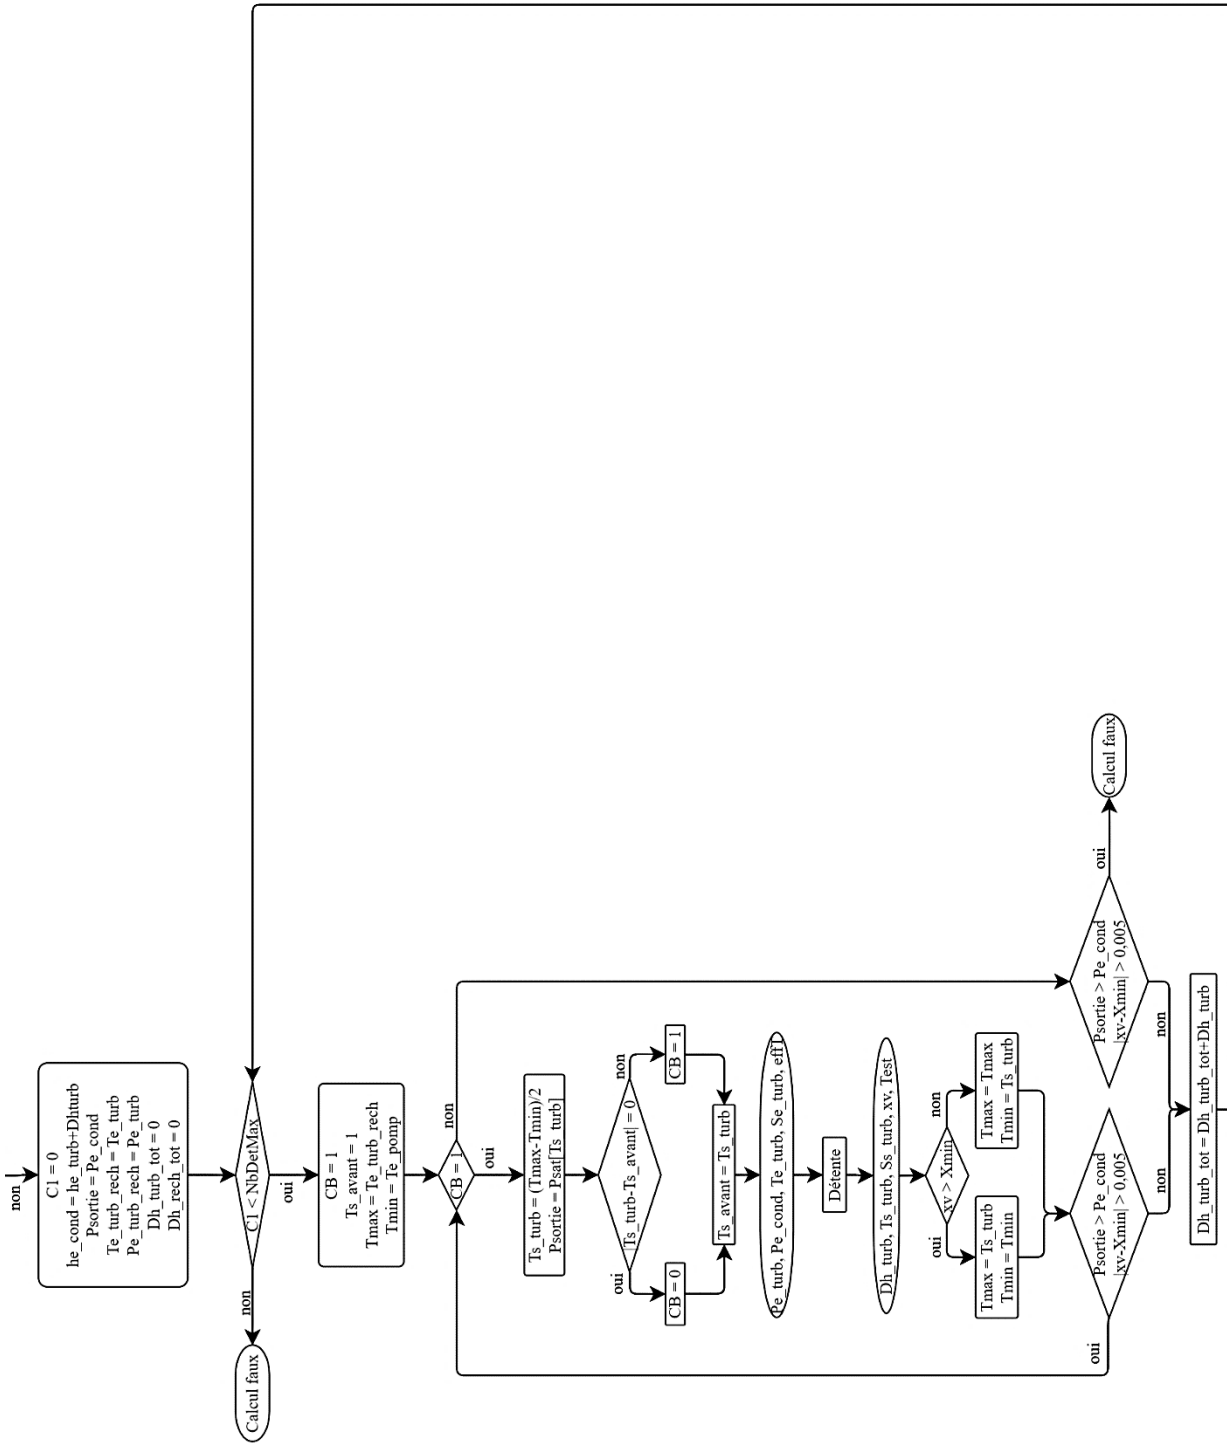 non
C1 = 0
he_cond = he_turb+Dhturb
Psortie = Pe_cond
Te_turb_rech = Te_turb
Pe_turb_rech = Pe_turb
Dh_turb_tot = 0
Dh_rech_tot = 0
C1 < NbDetMax
non
Calcul faux
oui
CB = 1
Ts_avant = 1
Tmax = Te_turb_rech
Tmin = Te_pomp
CB = 1
non
oui
Ts_turb = (Tmax-Tmin)/2
Psortie = Psat[Ts_turb]
|Ts_turb-Ts_avant| = 0
oui
non
CB = 0
CB = 1
Ts_avant = Ts_turb
Pe_turb, Pe_cond, Te_turb, Se_turb, effT
Détente
Dh_turb, Ts_turb, Ss_turb, xv, Test
xv > Xmin
oui
non
Tmax = Ts_turb
Tmin = Tmin
Tmax = Tmax
Tmin = Ts_turb
Psortie > Pe_cond
|xv-Xmin| > 0,005
oui
non
Psortie > Pe_cond
|xv-Xmin| > 0,005
oui
non
Calcul faux
Dh_turb_tot = Dh_turb_tot+Dh_turb